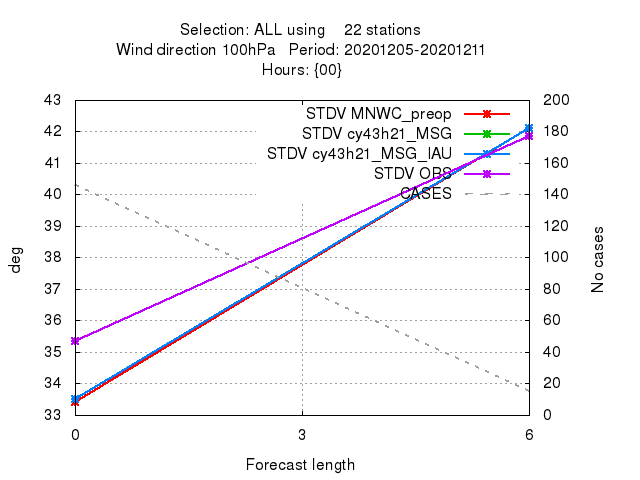 Selection: ALL using 22 stations
Wind direction 100hPa Period: 20201205-20201211
Hours: {00}
43
42
41
40
39
38
37
36
35
34
33
deg
STDV MNWC_preop
STDV cy43h21_MSG
STDV cy43h21_MSG_IAU
STDV OBS
CASES
200
180
160
140
120
100
80
60
40
20
0
No cases
0 3 6
Forecast length